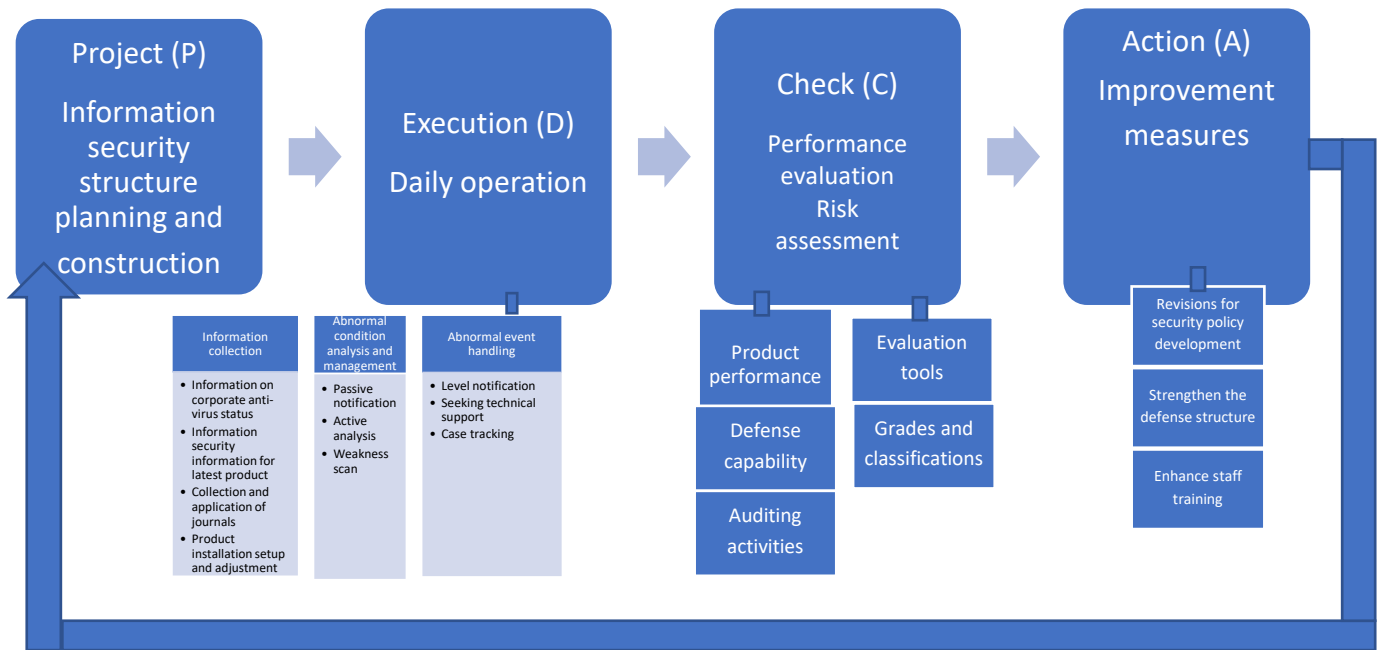 Project (P)
Information
security
structure
planning and
construction
Execution (D)
Daily operation
Check (C)
Performance
evaluation
Risk
assessment
Action (A)
Improvement
measures
Information
collection
• Information on
corporate anti-
virus status
• Information
security
information for
latest product
• Collection and
application of
journals
• Product
installation setup
and adjustment
Abnormal
condition
analysis and
management
• Passive
notification
• Active
analysis
• Weakness
scan
Abnormal event
handling
• Level notification
• Seeking technical
support
• Case tracking
Product
performance
Defense
capability
Auditing
activities
Evaluation
tools
Grades and
classifications
Revisions for
security policy
development
Strengthen the
defense structure
Enhance staff
training